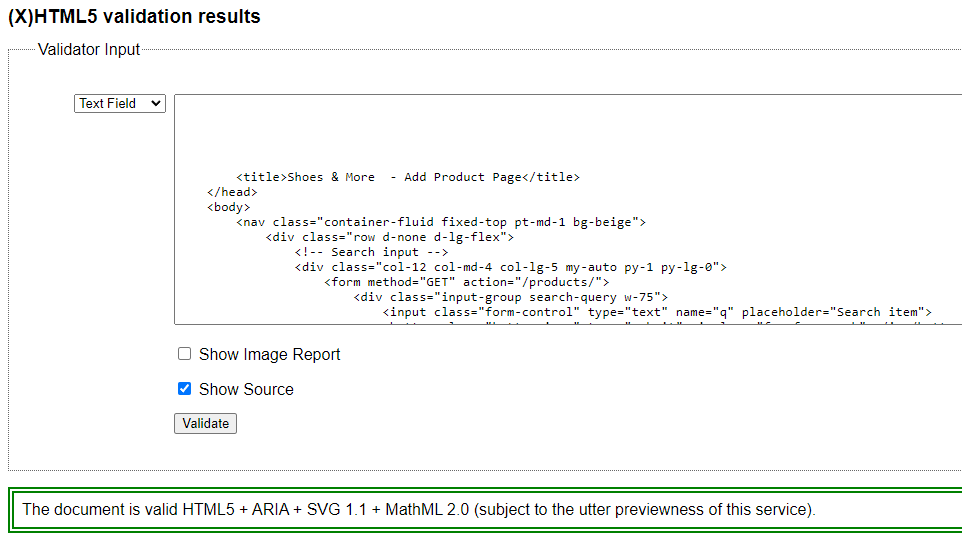 (X)HTML5 validation results
Validator Input
Text Field
<title>Shoes & More  - Add Product Page</title>
</head>
<body>
<nav class="container-fluid fixed-top pt-md-1 bg-beige">
<div class="row d-none d-lg-flex">
<!-- Search input -->
<div class="col-12 col-md-4 col-lg-5 my-auto py-1 py-lg-0">
<form method="GET" action="/products/">
<div class="input-group search-query w-75">
<input class="form-control" type="text" name="q" placeholder="Search item">
Show Image Report
Show Source
Validate
The document is valid HTML5 + ARIA + SVG 1.1 + MathML 2.0 (subject to the utter previewness of this service).